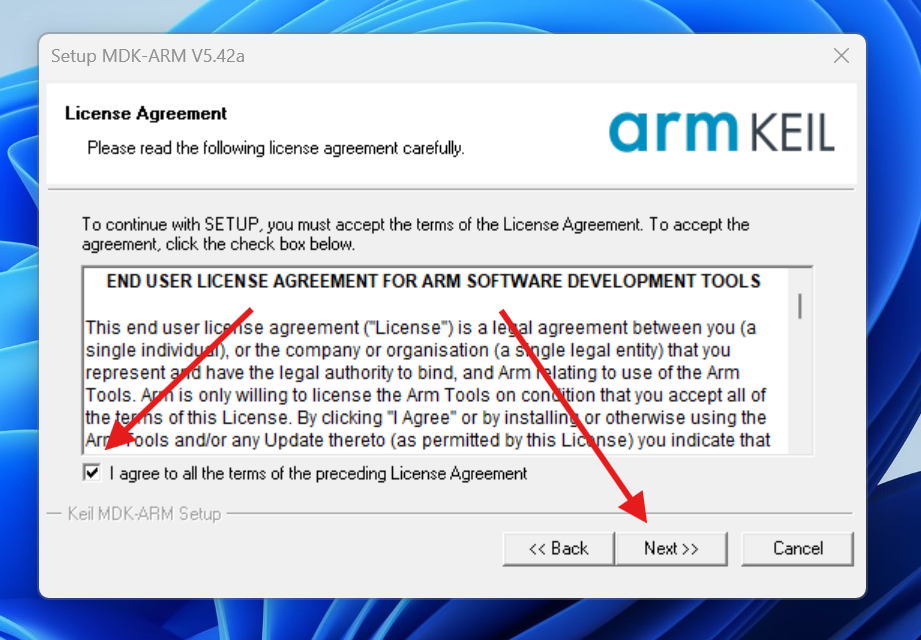 Setup MDK-ARM V5.42a
License Agreement
Please read the following license agreement carefully.
arm KEIL
To continue with SETUP, you must accept the terms of the License Agreement. To accept the
agreement, click the check box below.
END USER LICENSE AGREEMENT FOR ARM SOFTWARE DEVELOPMENT TOOLS
This end user license agreement ("License") is a legal agreement between you (a
single individual), or the company or organisation (a single legal entity) that you
represent and have the legal authority to bind, and Arm relating to use of the Arm
Tools. Arm is only willing to license the Arm Tools on condition that you accept all of
the terms of this License. By clicking "I Agree" or by installing or otherwise using the
Arm Tools and/or any Update thereto (as permitted by this License) you indicate that
I agree to all the terms of the preceding License Agreement
Keil MDK-ARM Setup
<< Back
Next >>
Cancel